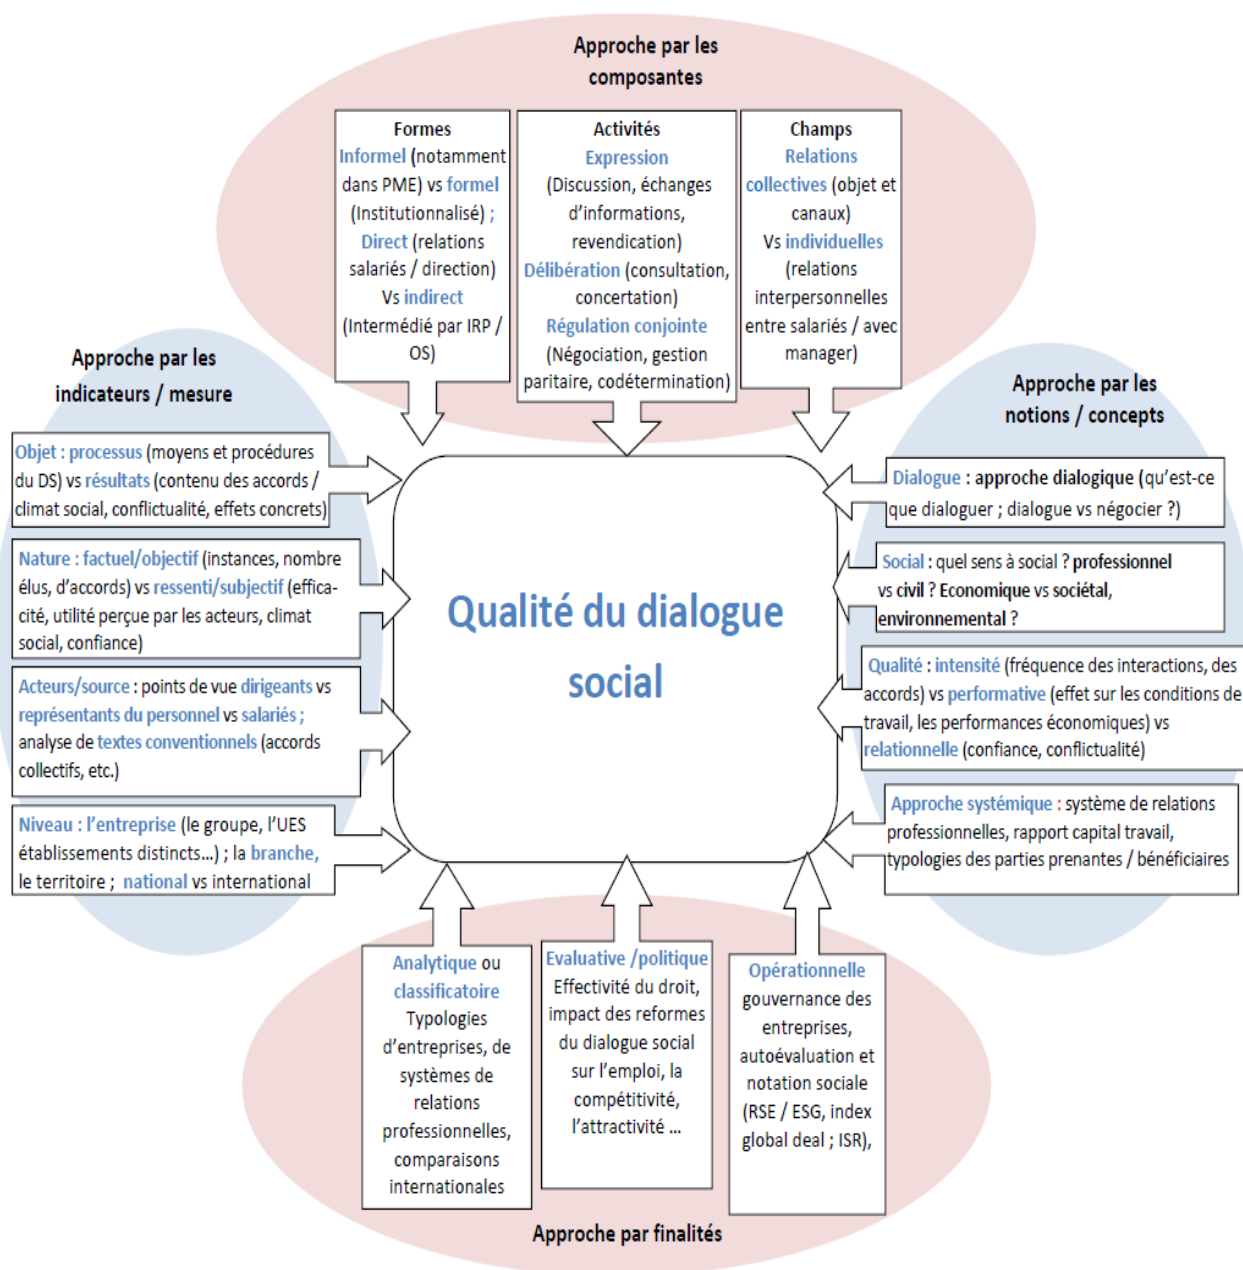 Approche par les
composantes
Formes
Informel (notamment
dans PME) vs formel
(Institutionnalisé) ;
Direct (relations
salariés / direction)
Vs indirect
(Intermédié par IRP /
OS)
Activités
Expression
(Discussion, échanges
d'informations,
revendication)
Délibération (consultation,
concertation)
Régulation conjointe
(Négociation, gestion
paritaire, codétermination)
Champs
Relations
collectives (objet et
canaux)
Vs individuelles
(relations
interpersonnelles
entre salariés / avec
manager)
Approche par les
indicateurs / mesure
Objet : processus (moyens et procédures
du DS) vs résultats (contenu des accords /
climat social, conflictualité, effets concrets)
Nature : factuel/objectif (instances, nombre
élus, d'accords) vs ressenti/subjectif (effica-
cité, utilité perçue par les acteurs, climat
social, confiance)
Acteurs/source : points de vue dirigeants vs
représentants du personnel vs salariés ;
analyse de textes conventionnels (accords
collectifs, etc.)
Niveau : l'entreprise (le groupe, l'UES
établissements distincts...) ; la branche,
le territoire ; national vs international
Qualité du dialogue
social
Approche par les
notions / concepts
Dialogue : approche dialogique (qu'est-ce
que dialoguer ; dialogue vs négocier ?)
Social : quel sens à social ? professionnel
vs civil ? Economique vs sociétal,
environnemental ?
Qualité : intensité (fréquence des interactions, des
accords) vs performative (effet sur les conditions de
travail, les performances économiques) vs
relationnelle (confiance, conflictualité)
Approche systémique : système de relations
professionnelles, rapport capital travail,
typologies des parties prenantes / bénéficiaires
Analytique ou
classificatoire
Typologies
d'entreprises, de
systèmes de
relations
professionnelles,
comparaisons
internationales
Evaluative /politique
Effectivité du droit,
impact des reformes
du dialogue social
sur l'emploi, la
compétitivité,
l'attractivité ...
Opérationnelle
gouvernance des
entreprises,
autoévaluation et
notation sociale
(RSE / ESG, index
global deal ; ISR),
Approche par finalités